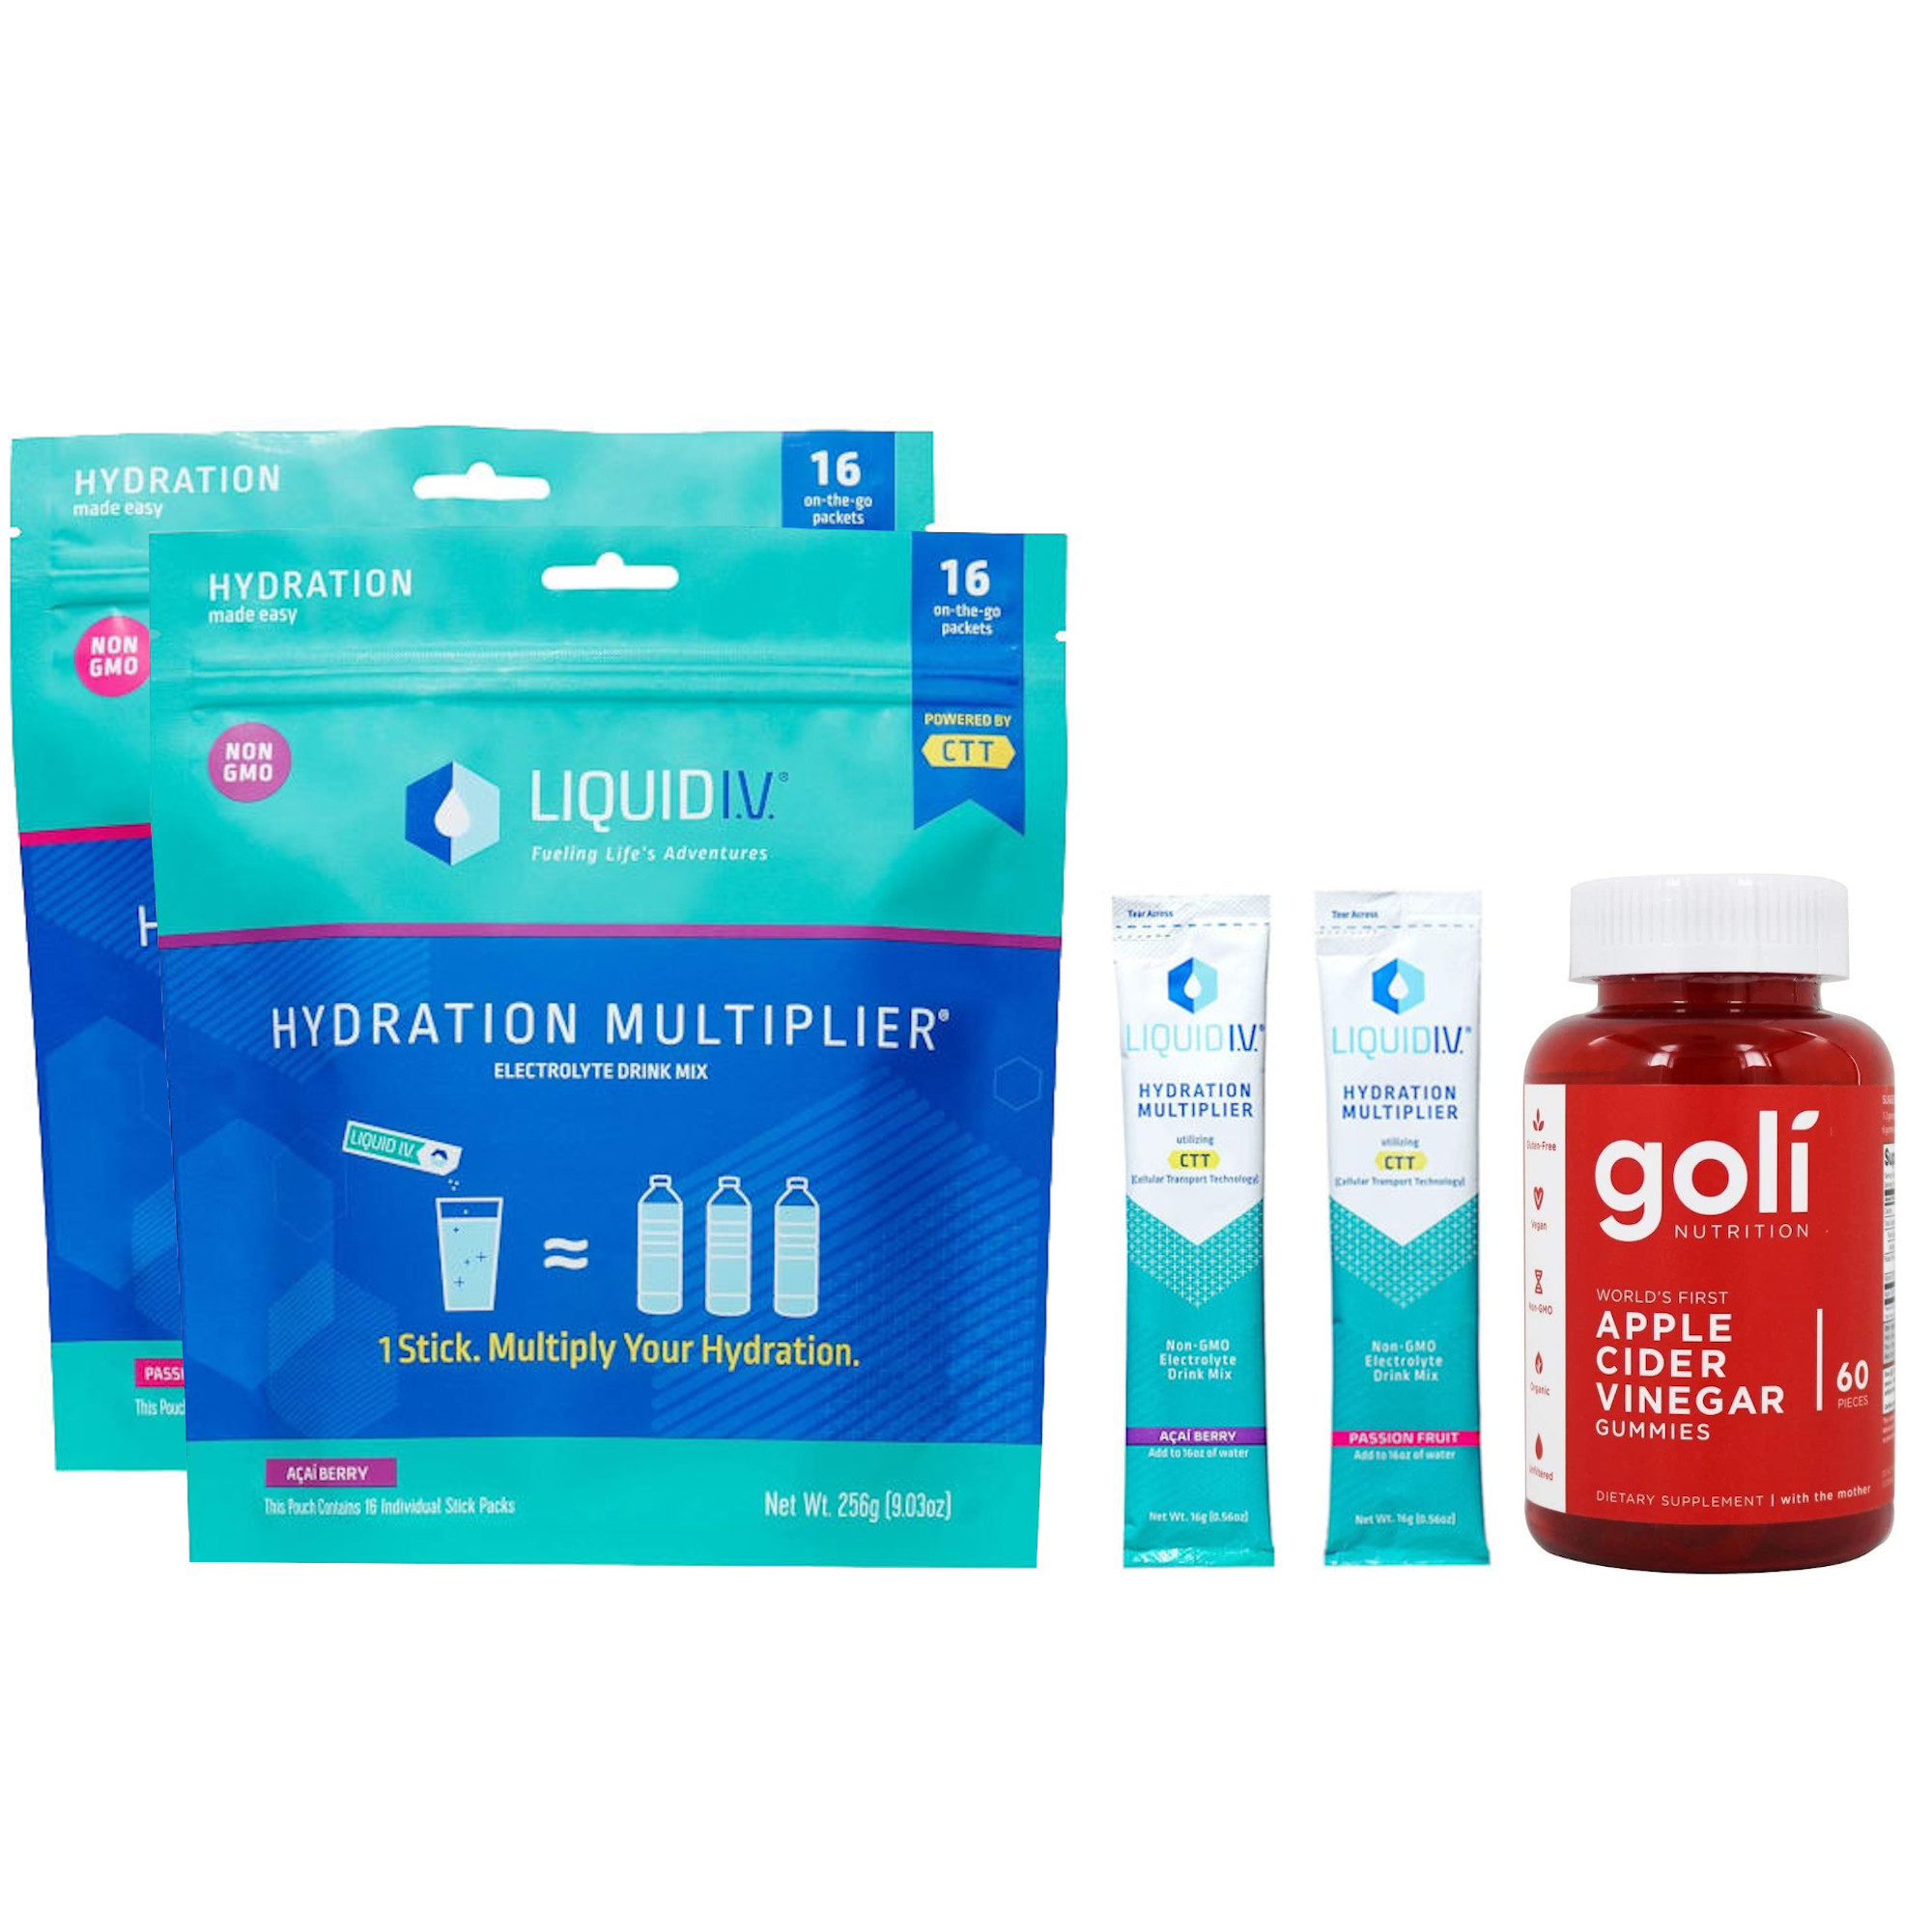 HYDRATION
made easy
16
on-the-go
packets
NON
GMO
H
PASSI
This Pouc
HYDRATION
made easy
16
on-the-go
packets
POWERED BY
CTT
NON
GMO
LIQUID I.V.®
Fueling Life's Adventures
HYDRATION MULTIPLIER®
ELECTROLYTE DRINK MIX
LIQUID I.V.
≈
1 Stick. Multiply Your Hydration.
AÇAÍ BERRY
This Pouch Contains 16 Individual Stick Packs
Net Wt. 256g (9.03oz)
Tear Across
LIQUID I.V.®
HYDRATION
MULTIPLIER
utilizing
CTT
(Cellular Transport Technology)
Non-GMO
Electrolyte
Drink Mix
AÇAÍ BERRY
Add to 16oz of water
Net Wt. 16g (0.56oz)
Tear Across
LIQUID I.V.®
HYDRATION
MULTIPLIER
utilizing
CTT
(Cellular Transport Technology)
Non-GMO
Electrolyte
Drink Mix
PASSION FRUIT
Add to 16oz of water
Net Wt. 16g (0.56oz)
Gluten-Free
Vegan
Non-GMO
Organic
Unfiltered
goli
NUTRITION
WORLD'S FIRST
APPLE
CIDER
VINEGAR
GUMMIES
60
PIECES
DIETARY SUPPLEMENT | with the mother
Sup